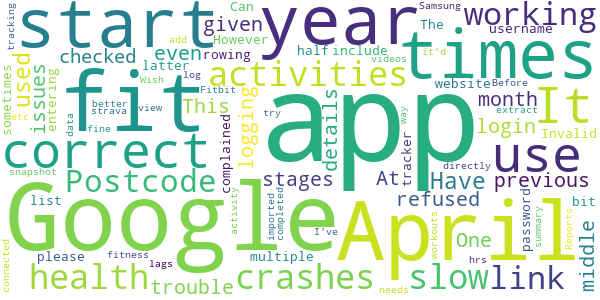 start
year
times
working
tracking
Can
add
given
However
rowing
checked
even
latter
half
include
The
Samsung
it'd
username
Before
videos
website
sometimes
issues
entering
used
This
log
Wish
Fitbit
activities
fit
app
It
correct
better
strava
view
data
fine
logging
complained
details
try
tracker
way
month
login
extract
Invalid
use
Postcode
stages
At
Have
directly
previous
etc
snapshot
list
Google
activity
imported
completed
I've
refused
April
One
password
bit
summary
middle
please
fitness
multiple
connected
health
trouble
lags
crashes
hrs
slow
workouts
needs
link
Reports